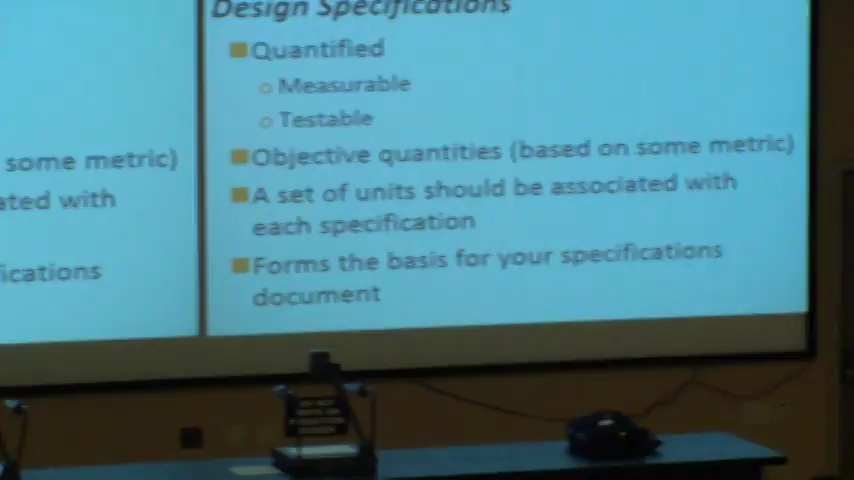 some metric)
ated with
ications
Design Specifications
Quantified
Measurable
Testable
Objective quantities (based on some metric)
A set of units should be associated with
each specification
Forms the basis for your specifications
document